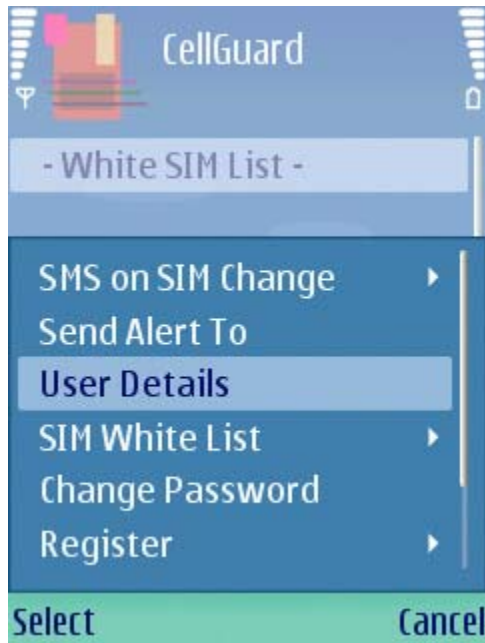 CellGuard
- White SIM List -
SMS on SIM Change
Send Alert To
User Details
SIM White List
Change Password
Register
Select Cancel